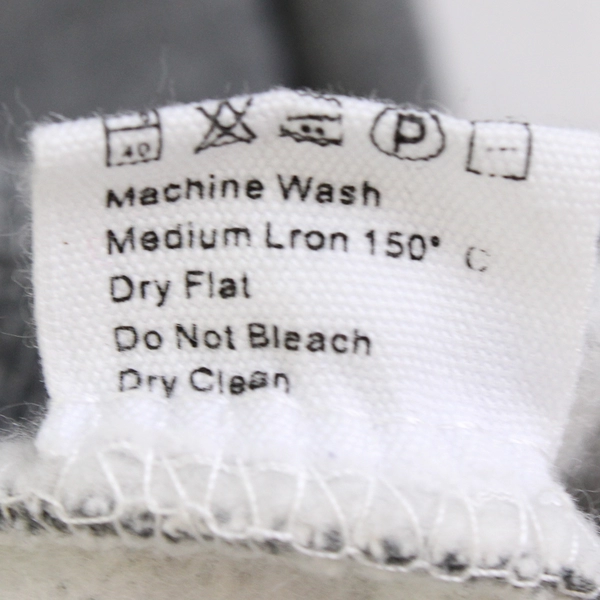 40 P
Machine Wash
Medium Lron 150° C
Dry Flat
Do Not Bleach
Dry Clean